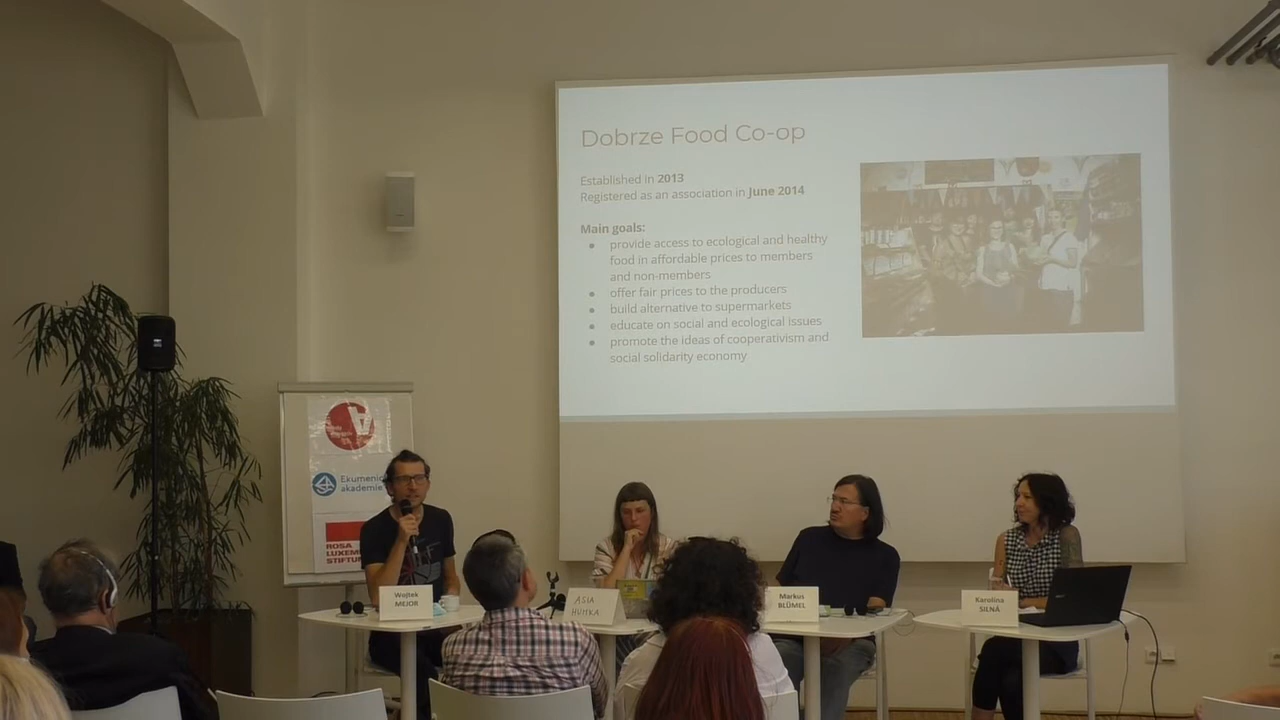 Dobrze Food Co-op
Established in 2013
Registered as an association in June 2014
Main goals:
provide access to ecological and healthy
food in affordable prices to members
and non-members
offer fair prices to the producers
build alternative to supermarkets
educate on social and ecological issues
promote the ideas of cooperativism and
social solidarity economy
akademie
ROSA
Wojtek
MEJOR
ASIA
HUŃKA
Markus
BLÜMEL
Karolína
SILNÁ